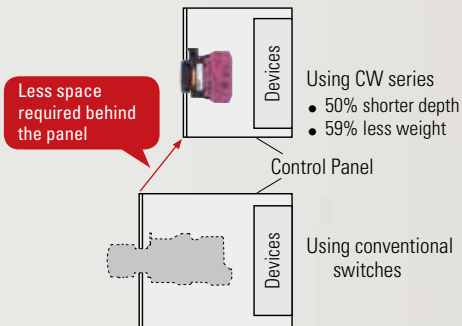 Devices
Using CW series
● 50% shorter depth
● 59% less weight
Less space
required behind
the panel
Control Panel
Devices
Using conventional
switches